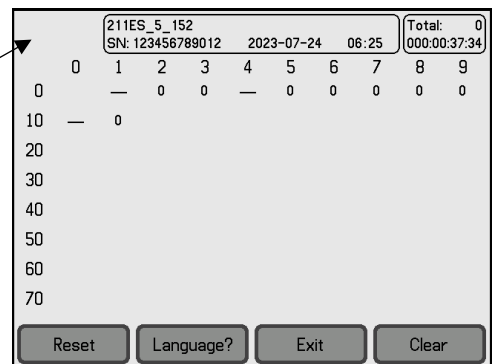 211ES_5_152 Total: 0
SN: 123456789012 2023-07-24 06:25 000:00:37:34
0 1 2 3 4 5 6 7 8 9
0 — 0 0 — 0 0 0 0 0
10 — 0
20
30
40
50
60
70
Reset Language? Exit Clear